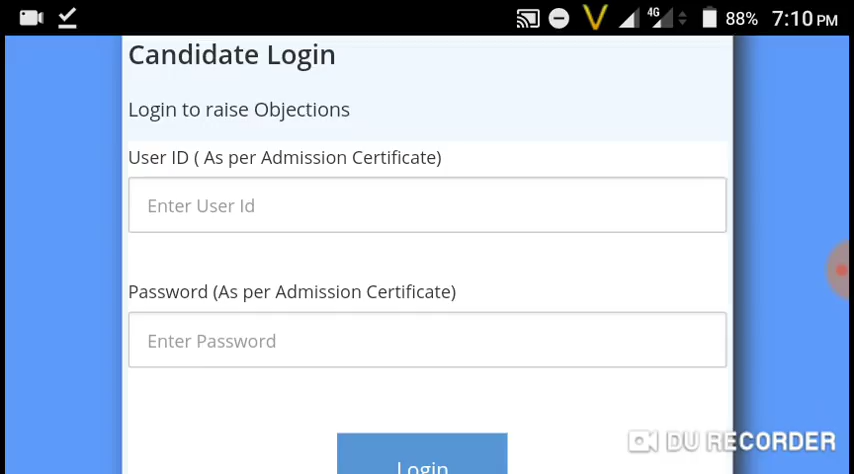 4G 88% 7:10 PM
Candidate Login
Login to raise Objections
User ID ( As per Admission Certificate)
Enter User Id
Password (As per Admission Certificate)
Enter Password
Login
DU RECORDER